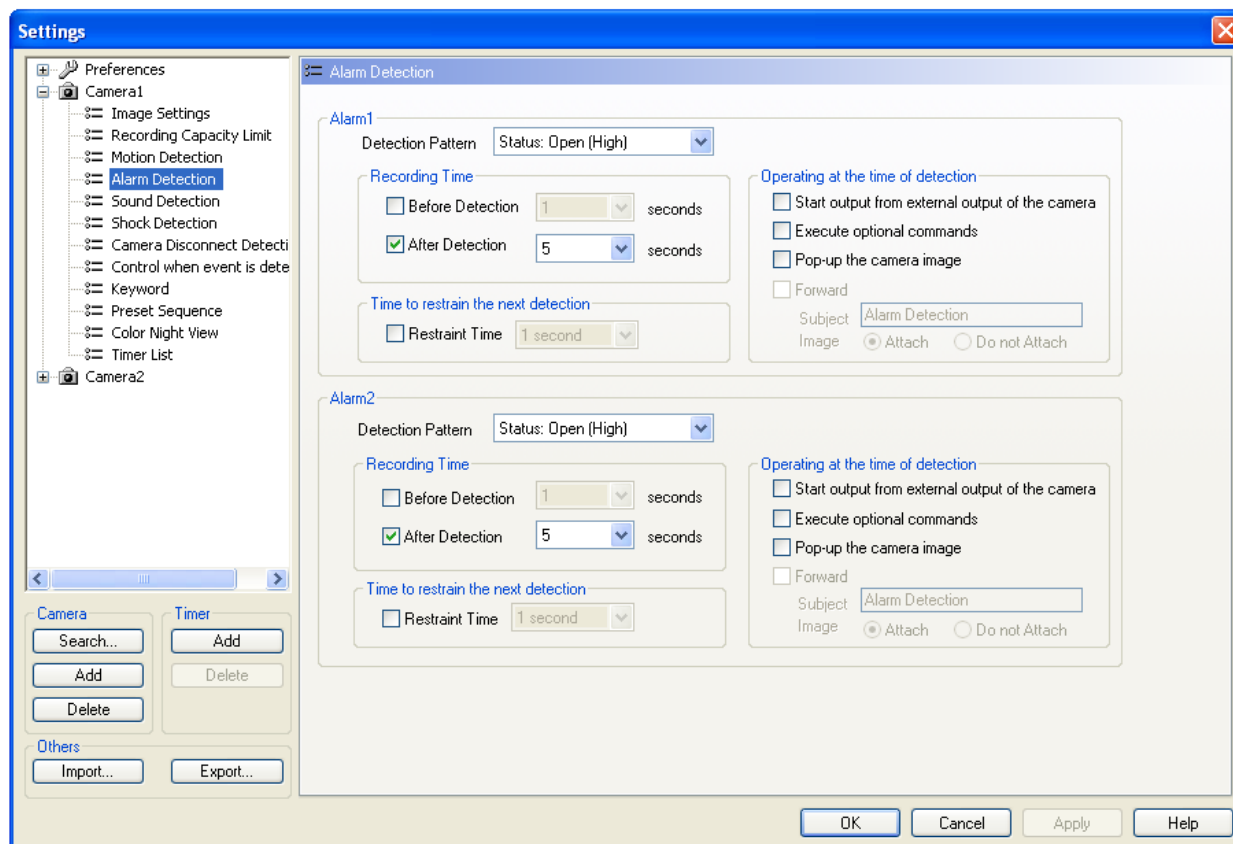 Settings
Preferences
Camera1
Image Settings
Recording Capacity Limit
Motion Detection
Alarm Detection
Sound Detection
Shock Detection
Camera Disconnect Detecti
Control when event is dete
Keyword
Preset Sequence
Color Night View
Timer List
Camera2
Camera
Search...
Add
Delete
Timer
Add
Delete
Others
Import...
Export...
Alarm Detection
Alarm1
Detection Pattern Status: Open (High)
Recording Time
Before Detection 1 seconds
After Detection 5 seconds
Time to restrain the next detection
Restraint Time 1 second
Operating at the time of detection
Start output from external output of the camera
Execute optional commands
Pop-up the camera image
Forward
Subject Alarm Detection
Image Attach Do not Attach
Alarm2
Detection Pattern Status: Open (High)
Recording Time
Before Detection 1 seconds
After Detection 5 seconds
Time to restrain the next detection
Restraint Time 1 second
Operating at the time of detection
Start output from external output of the camera
Execute optional commands
Pop-up the camera image
Forward
Subject Alarm Detection
Image Attach Do not Attach
OK Cancel Apply Help